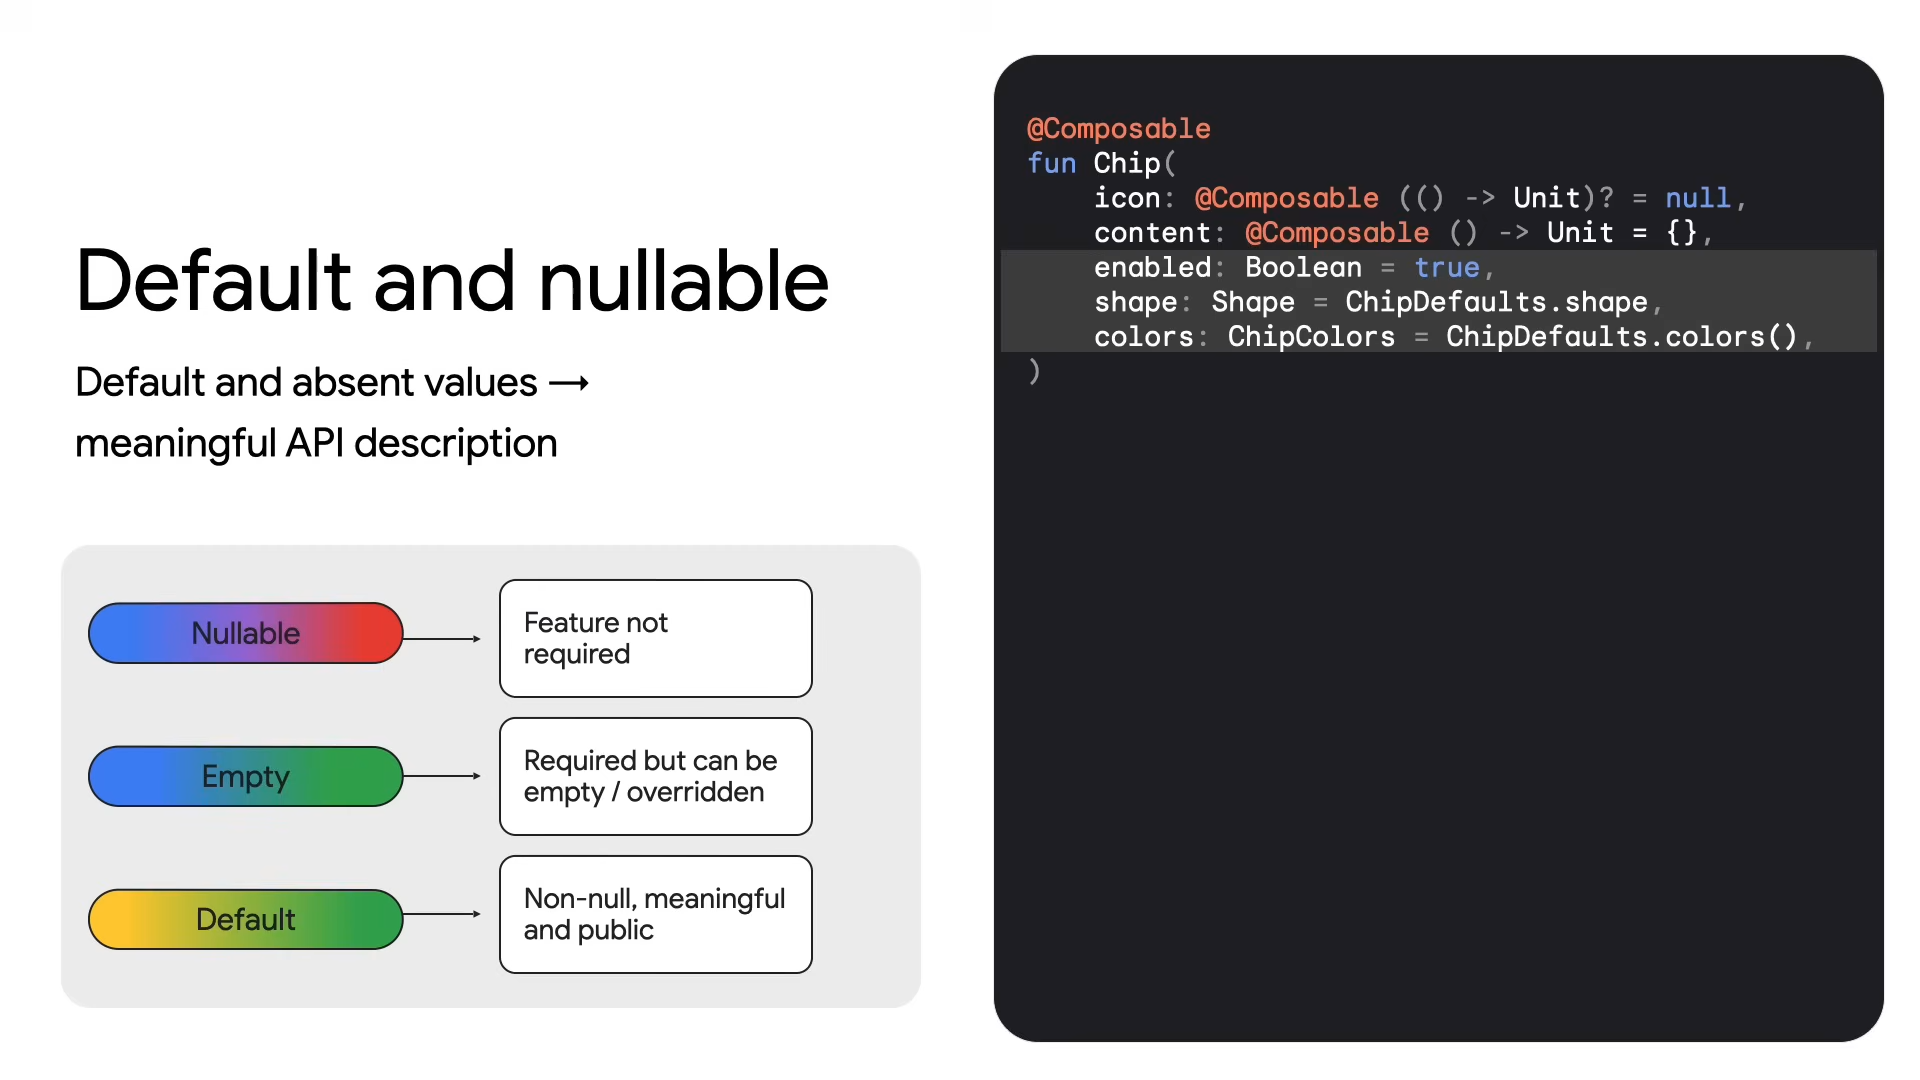 Default and nullable
Default and absent values →
meaningful API description
Nullable
Feature not
required
Empty
Required but can be
empty / overridden
Default
Non-null, meaningful
and public
@Composable
fun Chip(
    icon: @Composable (() -> Unit)? = null,
    content: @Composable () -> Unit = {},
    enabled: Boolean = true,
    shape: Shape = ChipDefaults.shape,
    colors: ChipColors = ChipDefaults.colors(),
)